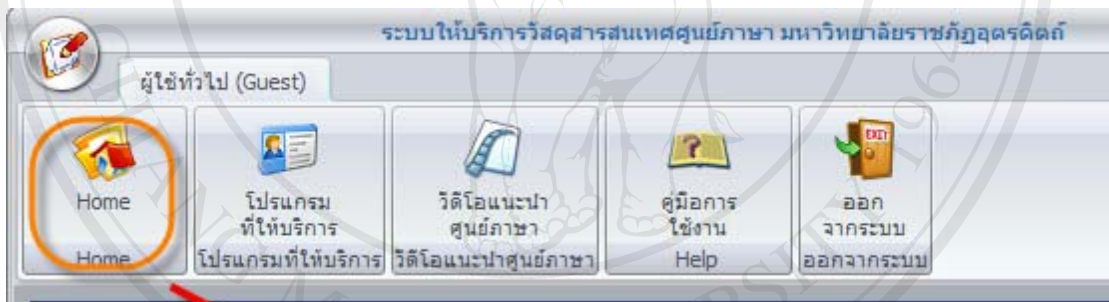 ระบบให้บริการวัสดุสารสนเทศศูนย์ภาษา มหาวิทยาลัยราชภัฏอุตรดิตถ์
ผู้ใช้ทั่วไป (Guest)
Home
โปรแกรม
ที่ให้บริการ
วิดีโอแนะนำ
ศูนย์ภาษา
คู่มือการ
ใช้งาน
EXIT
ออก
จากระบบ
Home
โปรแกรมที่ให้บริการ
วิดีโอแนะนำศูนย์ภาษา
Help
ออกจากระบบ